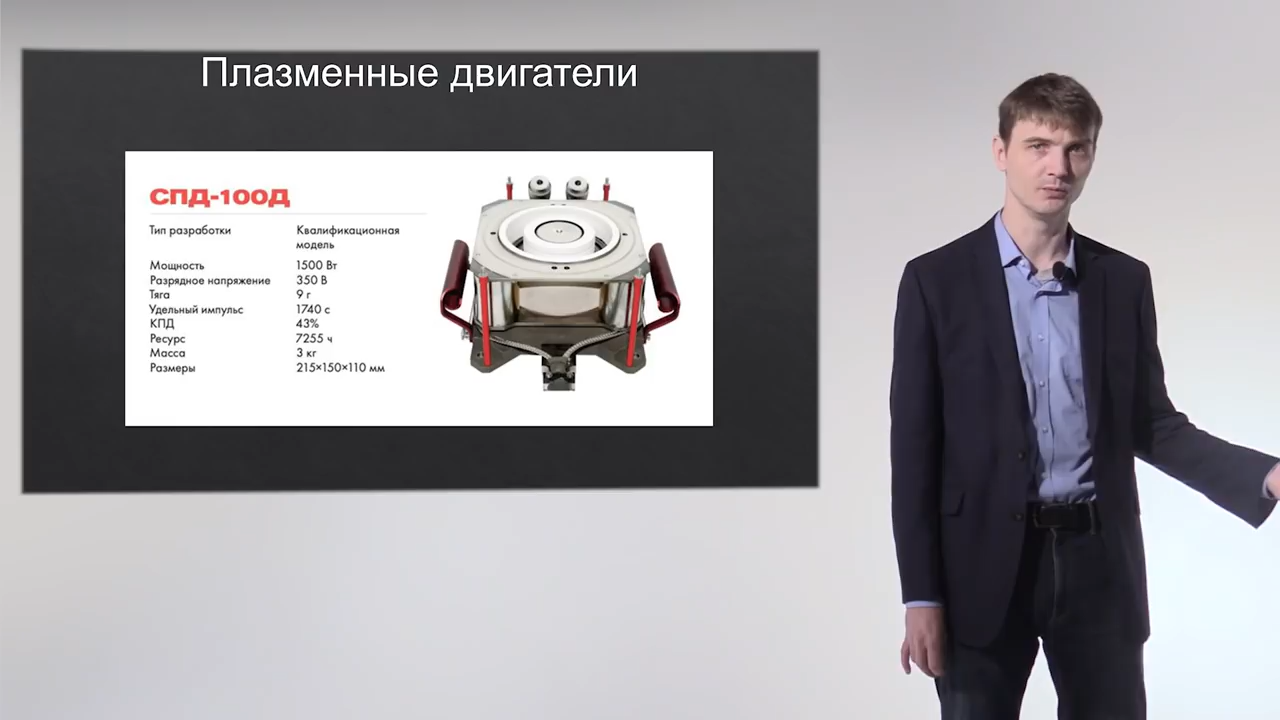 Плазменные двигатели
СПД-100Д
Тип разработки Квалификационная
модель
Мощность 1500 Вт
Разрядное напряжение 350 В
Тяга 9 г
Удельный импульс 1740 с
КПД 43%
Ресурс 7255 ч
Масса 3 кг
Размеры 215×150×110 мм